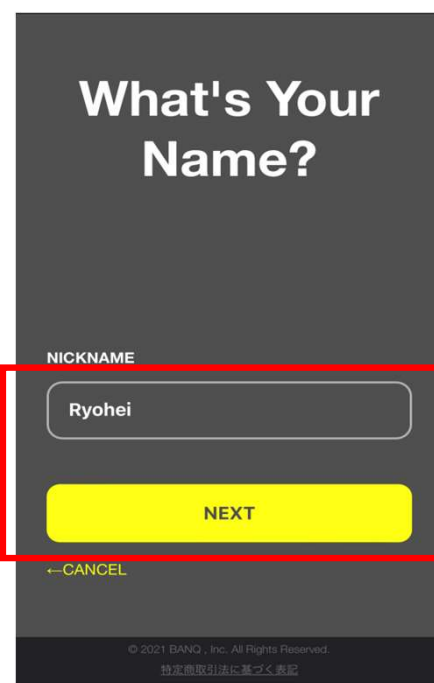 What's Your
Name?
NICKNAME
Ryohei
NEXT
←CANCEL
© 2021 BANQ , Inc. All Rights Reserved.
特定商取引法に基づく表記